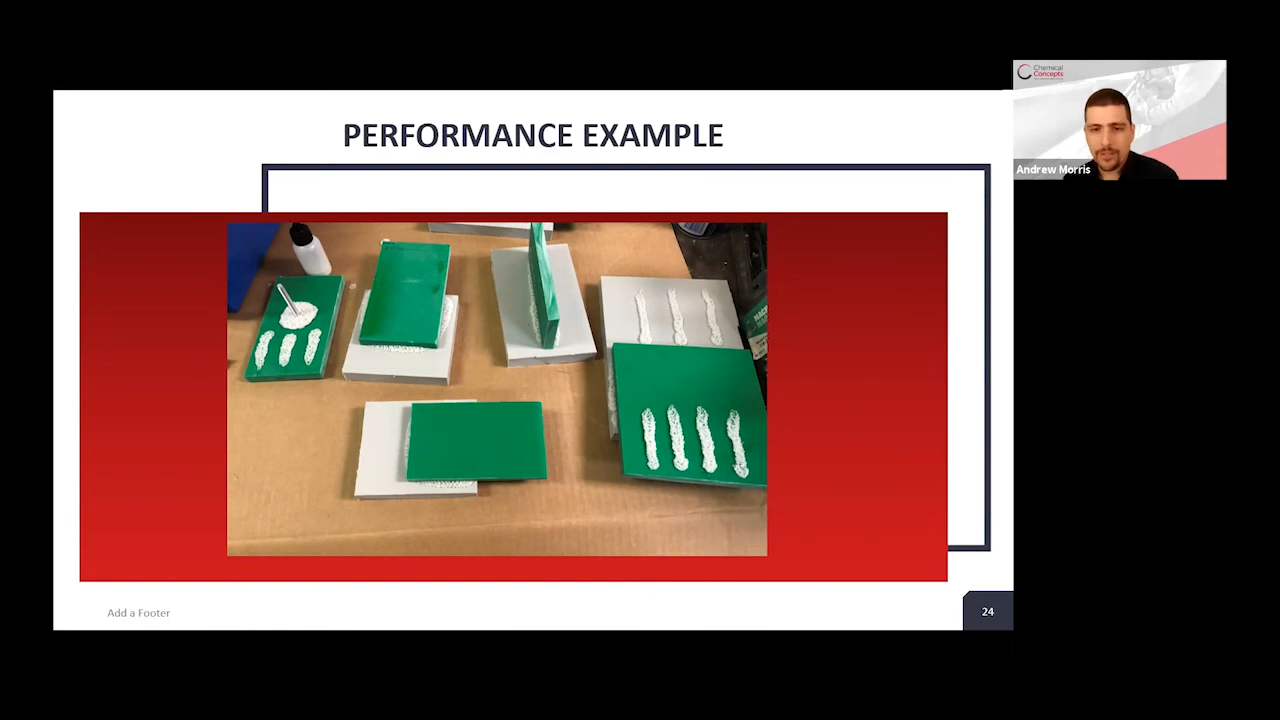 PERFORMANCE EXAMPLE
Chemical
Concepts
Andrew Morris
Add a Footer
24